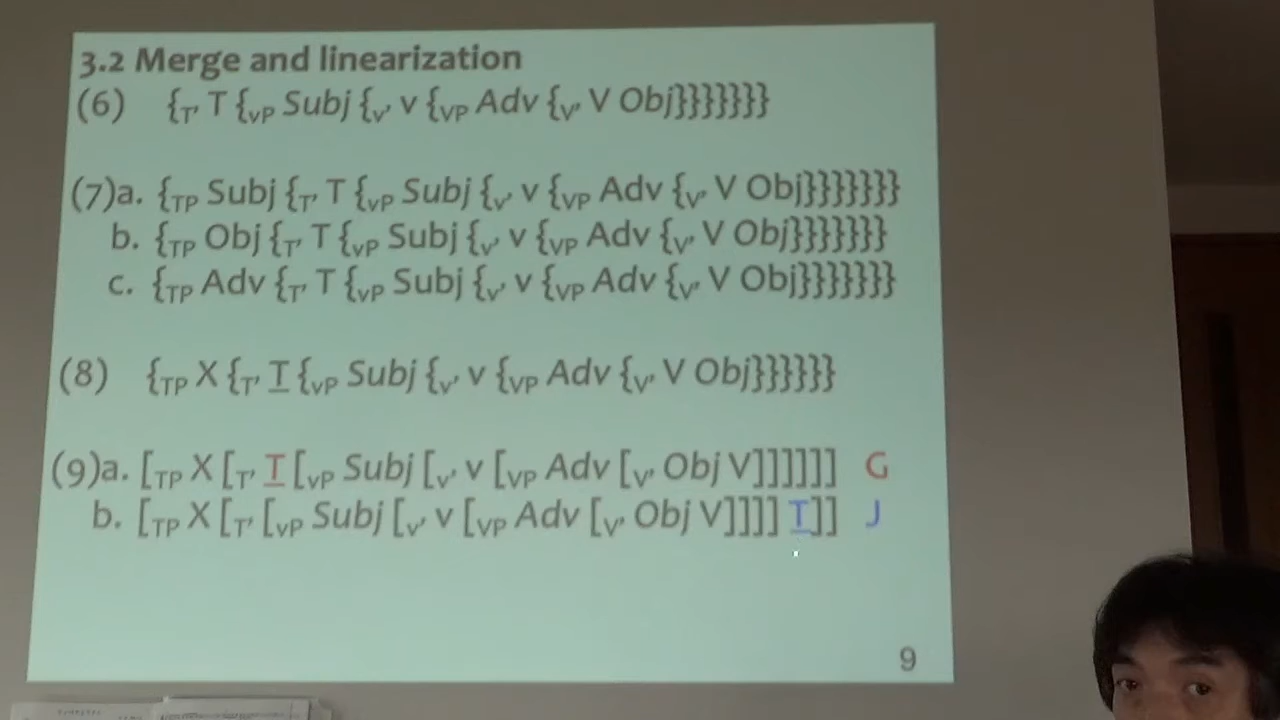 3.2 Merge and linearization
(6) {T' T {vP Subj {v' v {VP Adv {V' V Obj}}}}}}}
(7)a. {TP Subj {T' T {vP Subj {v' v {VP Adv {V' V Obj}}}}}}}
b. {TP Obj {T' T {vP Subj {v' v {VP Adv {V' V Obj}}}}}}}
c. {TP Adv {T' T {vP Subj {v' v {VP Adv {V' V Obj}}}}}}}
(8) {TP X {T' T {vP Subj {v' v {VP Adv {V' V Obj}}}}}}
(9)a. [TP X [T' T [vP Subj [v' v [VP Adv [V' Obj V]]]]]] G
b. [TP X [T' [vP Subj [v' v [VP Adv [V' Obj V]]]] T]] J
9